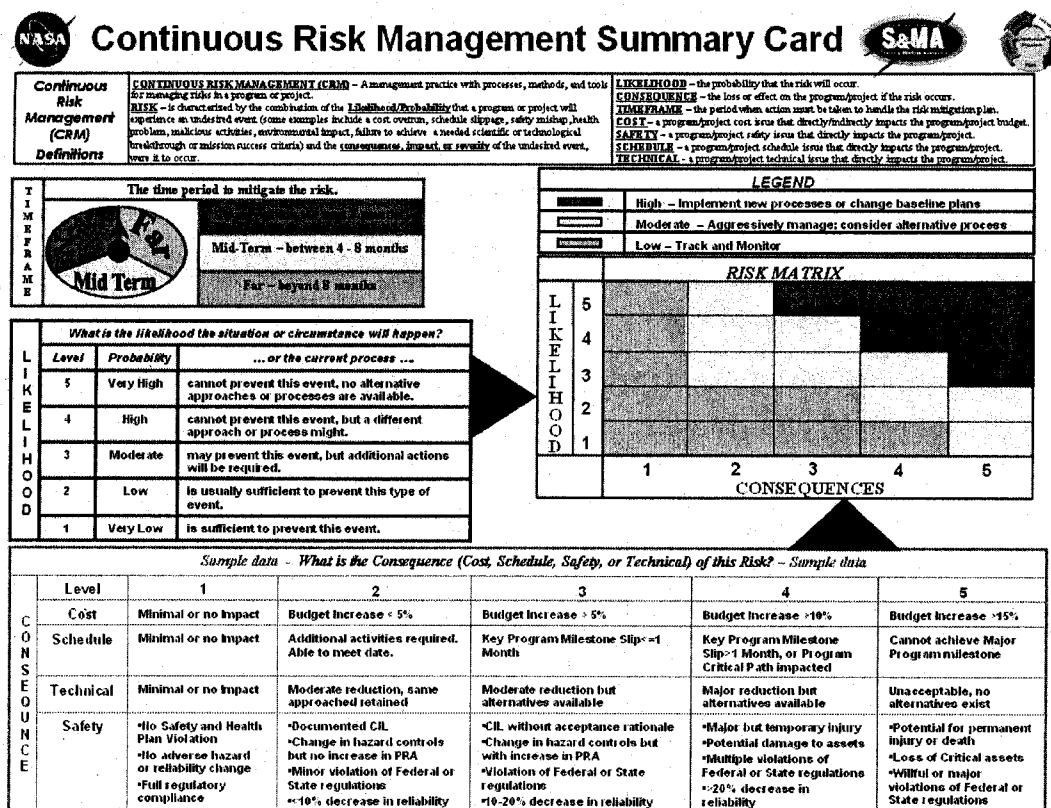 NASA
Continuous Risk Management Summary Card
S&MA
Continuous
Risk
Management
(CRM)
Definitions
CONTINUOUS RISK MANAGEMENT (CRM) – A management practice with processes, methods, and tools
for managing risks in a program or project.
RISK – is characterized by the combination of the Likelihood/Probability that a program or project will
experience an undesired event (some examples include a cost overrun, schedule slippage, safety mishap, health
problem, malicious activities, environmental impact, failure to achieve a needed scientific or technological
breakthrough or mission success criteria) and the consequences, impact, or severity of the undesired event,
were it to occur.
LIKELIHOOD – the probability that the risk will occur.
CONSEQUENCE – the loss or effect on the program/project if the risk occurs.
TIMEFRAME – the period when action must be taken to handle the risk mitigation plan.
COST – a program/project cost issue that directly/indirectly impacts the program/project budget.
SAFETY – a program/project safety issue that directly impacts the program/project.
SCHEDULE – a program/project schedule issue that directly impacts the program/project.
TECHNICAL – a program/project technical issue that directly impacts the program/project.
TIMEFRAME
The time period to mitigate the risk.
Far
Mid Term
Mid-Term – between 4 - 8 months
Far – beyond 8 months
LEGEND
High – Implement new processes or change baseline plans
Moderate – Aggressively manage; consider alternative process
Low – Track and Monitor
RISK MATRIX
LIKELIHOOD
5
4
3
2
1
1 2 3 4 5
CONSEQUENCES
LIKELIHOOD
What is the likelihood the situation or circumstance will happen?
Level Probability ... or the current process ...
5 Very High cannot prevent this event, no alternative
approaches or processes are available.
4 High cannot prevent this event, but a different
approach or process might.
3 Moderate may prevent this event, but additional actions
will be required.
2 Low is usually sufficient to prevent this type of
event.
1 Very Low is sufficient to prevent this event.
Sample data - What is the Consequence (Cost, Schedule, Safety, or Technical) of this Risk? – Sample data
CONSEQUNCE
Level 1 2 3 4 5
Cost Minimal or no Impact Budget Increase < 5% Budget Increase > 5% Budget Increase >10% Budget Increase >15%
Schedule Minimal or no Impact Additional activities required. Key Program Milestone Slip<=1 Key Program Milestone Cannot achieve Major
Able to meet date. Month Slip>1 Month, or Program Program milestone
Critical Path impacted
Technical Minimal or no Impact Moderate reduction, same Moderate reduction but Major reduction but Unacceptable, no
approached retained alternatives available alternatives available alternatives exist
Safety •No Safety and Health •Documented CIL •CIL without acceptance rationale •Major but temporary injury •Potential for permanent
Plan Violation •Change in hazard controls •Change in hazard controls but •Potential damage to assets injury or death
•No adverse hazard but no increase in PRA with increase in PRA •Multiple violations of •Loss of Critical assets
or reliability change •Minor violation of Federal or •Violation of Federal or State Federal or State regulations •Willful or major
•Full regulatory State regulations regulations •>20% decrease in violations of Federal or
compliance •<10% decrease in reliability •10-20% decrease in reliability reliability State regulations